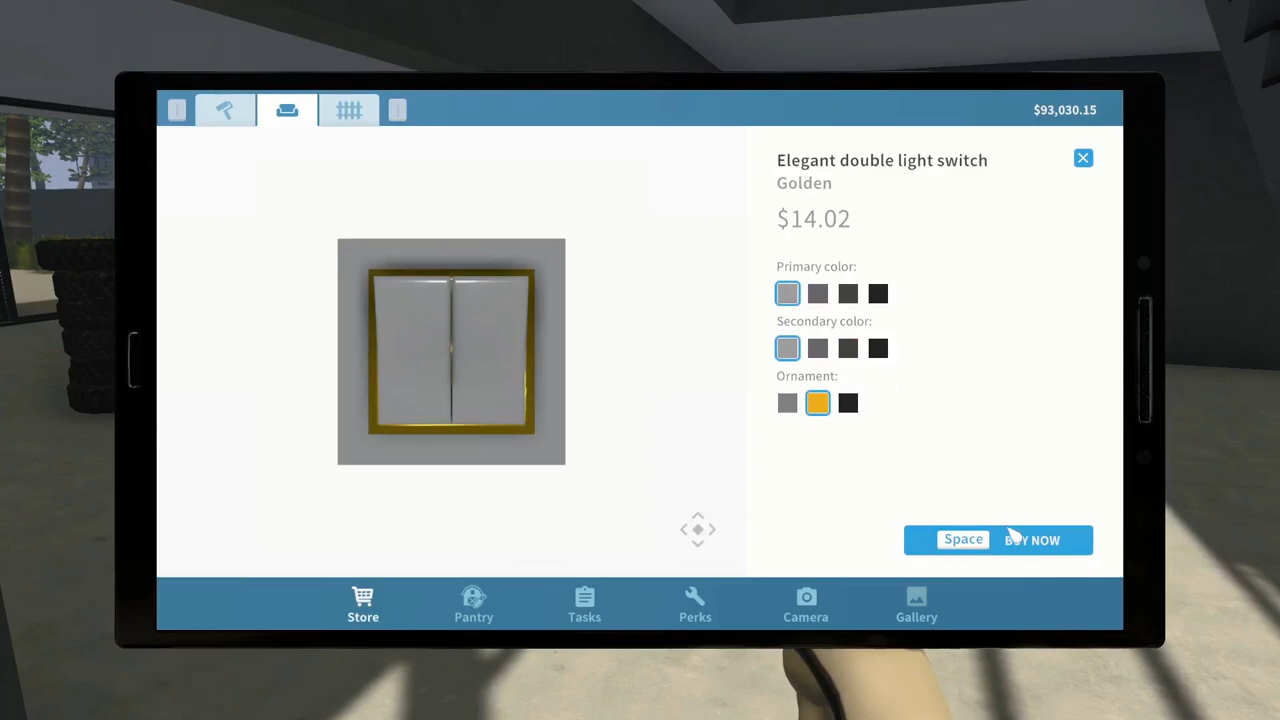 $93,030.15
Elegant double light switch
Golden
$14.02
Primary color:
Secondary color:
Ornament:
Space BUY NOW
Store Pantry Tasks Perks Camera Gallery